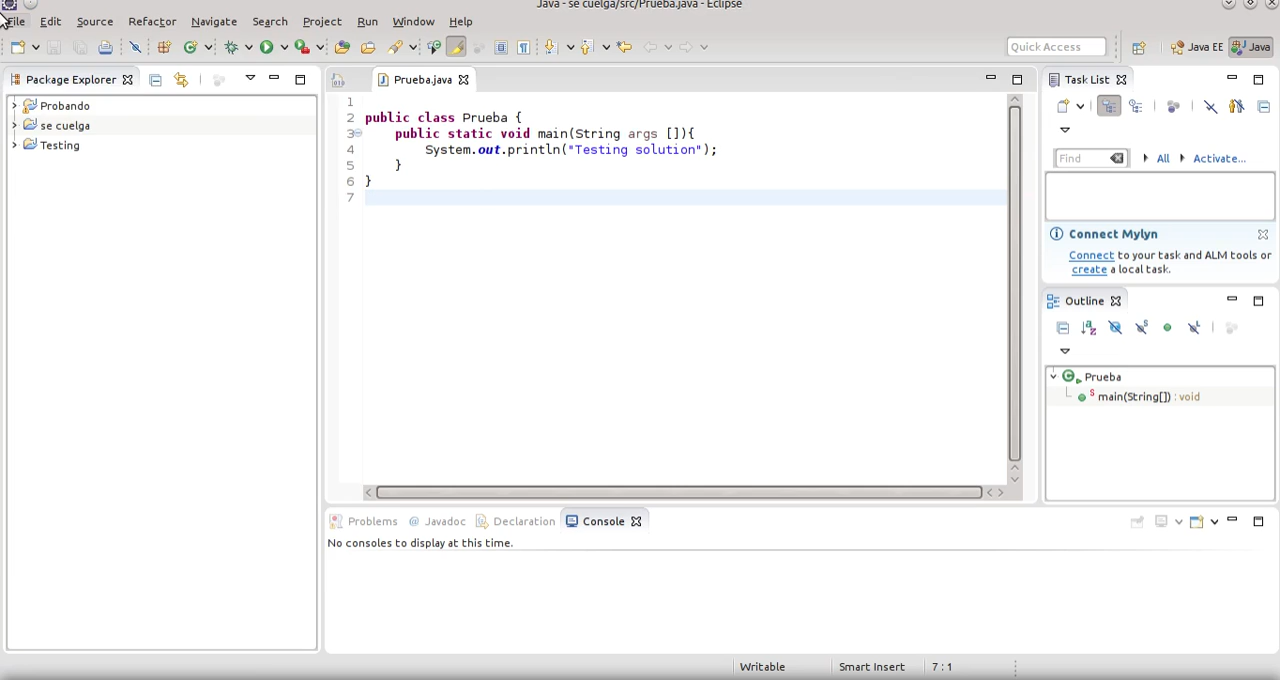 Java - se cuelga/src/Prueba.java - Eclipse
File Edit Source Refactor Navigate Search Project Run Window Help
Quick Access Java EE Java
Package Explorer
Probando
se cuelga
Testing
Prueba.java
1
2 public class Prueba {
3 public static void main(String args []){
4 System.out.println("Testing solution");
5 }
6 }
7
Task List
Find All Activate...
Connect Mylyn
Connect to your task and ALM tools or
create a local task.
Outline
Prueba
main(String[]) : void
Problems @ Javadoc Declaration Console
No consoles to display at this time.
Writable Smart Insert 7 : 1